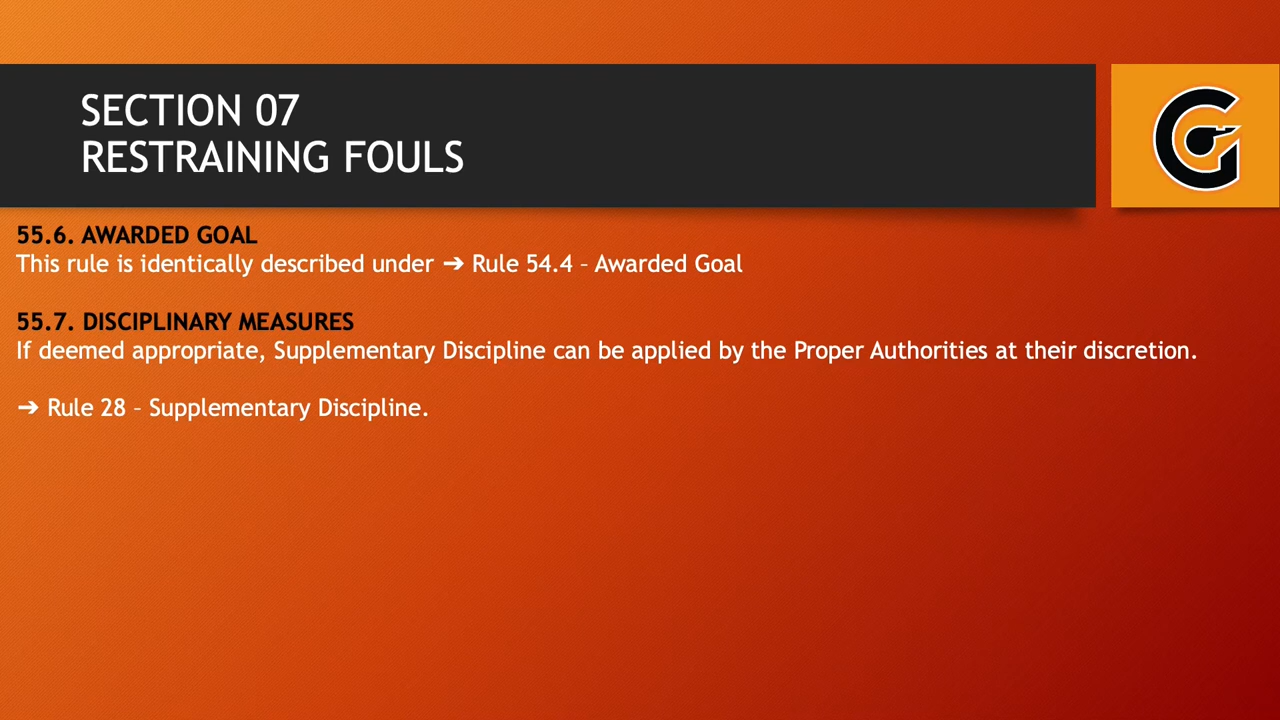 SECTION 07
RESTRAINING FOULS
G
55.6. AWARDED GOAL
This rule is identically described under ➔ Rule 54.4 – Awarded Goal
55.7. DISCIPLINARY MEASURES
If deemed appropriate, Supplementary Discipline can be applied by the Proper Authorities at their discretion.
➔ Rule 28 – Supplementary Discipline.